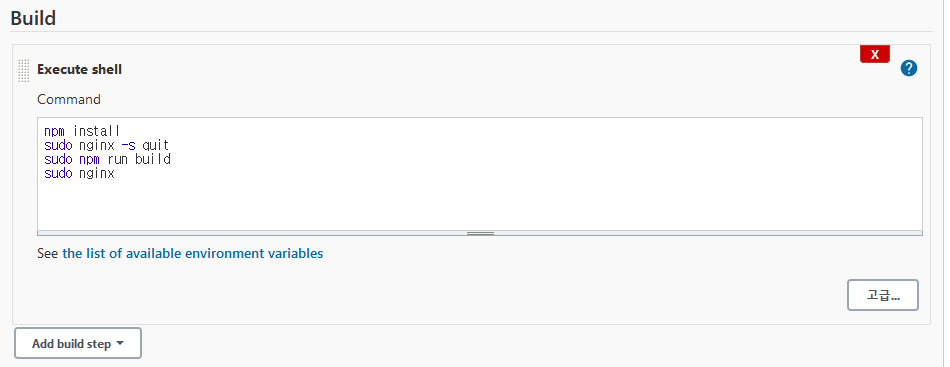 Build
Execute shell
X
?
Command
npm install
sudo nginx -s quit
sudo npm run build
sudo nginx
See the list of available environment variables
고급...
Add build step